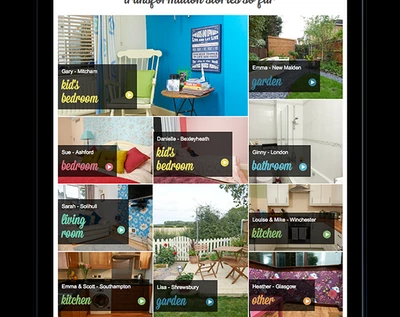 transformation stories so far
Gary - Mitcham
kid's
bedroom
Emma - New Malden
garden
Sue - Ashford
bedroom
Danielle - Bexleyheath
kid's
bedroom
Ginny - London
bathroom
Sarah - Solihull
living
room
Louise & Mike - Winchester
kitchen
Emma & Scott - Southampton
kitchen
Lisa - Shrewsbury
garden
Heather - Glasgow
other